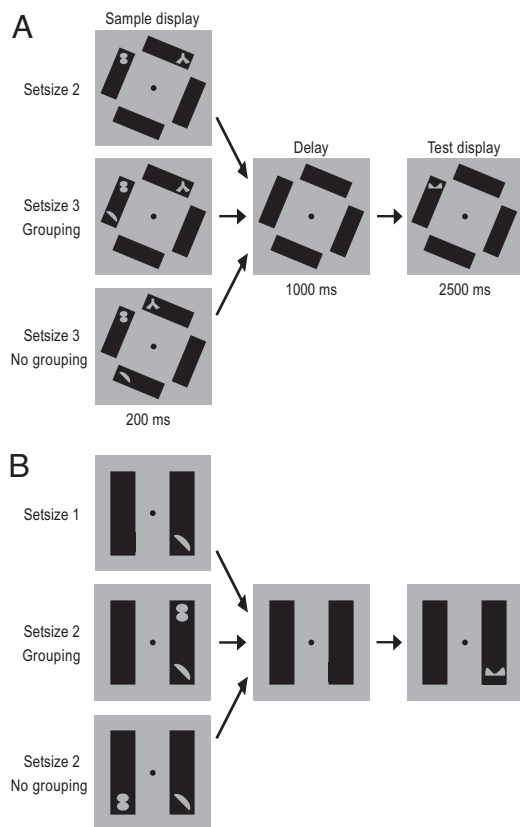 A
Sample display
Setsize 2
Setsize 3
Grouping
Delay
Test display
1000 ms
2500 ms
Setsize 3
No grouping
200 ms
B
Setsize 1
Setsize 2
Grouping
Setsize 2
No grouping